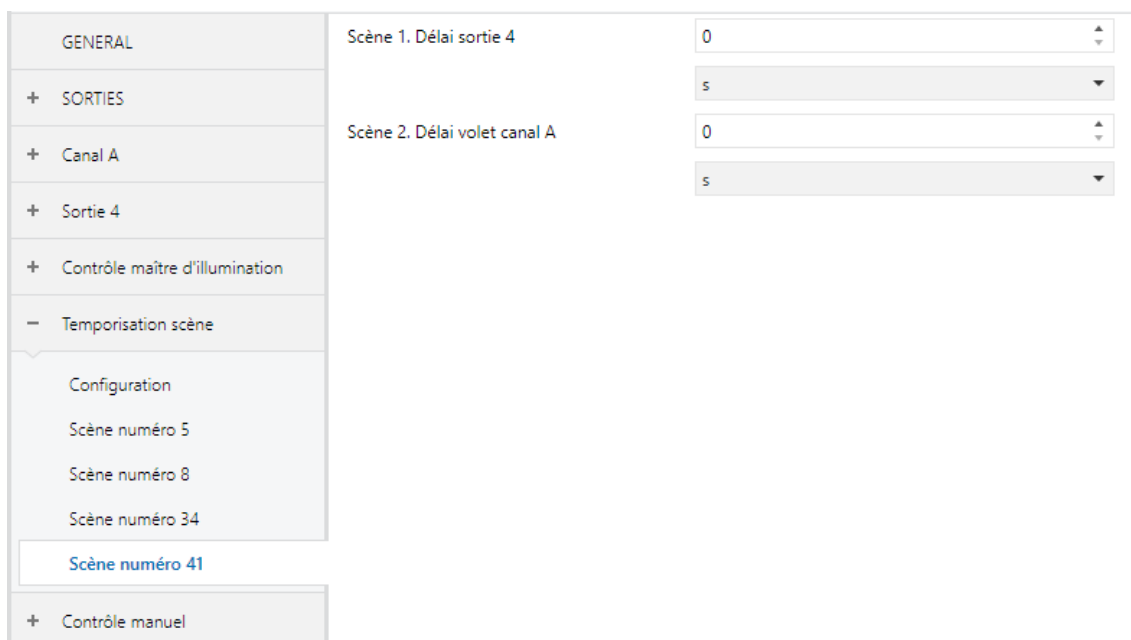 GENERAL
+ SORTIES
+ Canal A
+ Sortie 4
+ Contrôle maître d'illumination
− Temporisation scène
Configuration
Scène numéro 5
Scène numéro 8
Scène numéro 34
Scène numéro 41
+ Contrôle manuel
Scène 1. Délai sortie 4 0
s
Scène 2. Délai volet canal A 0
s